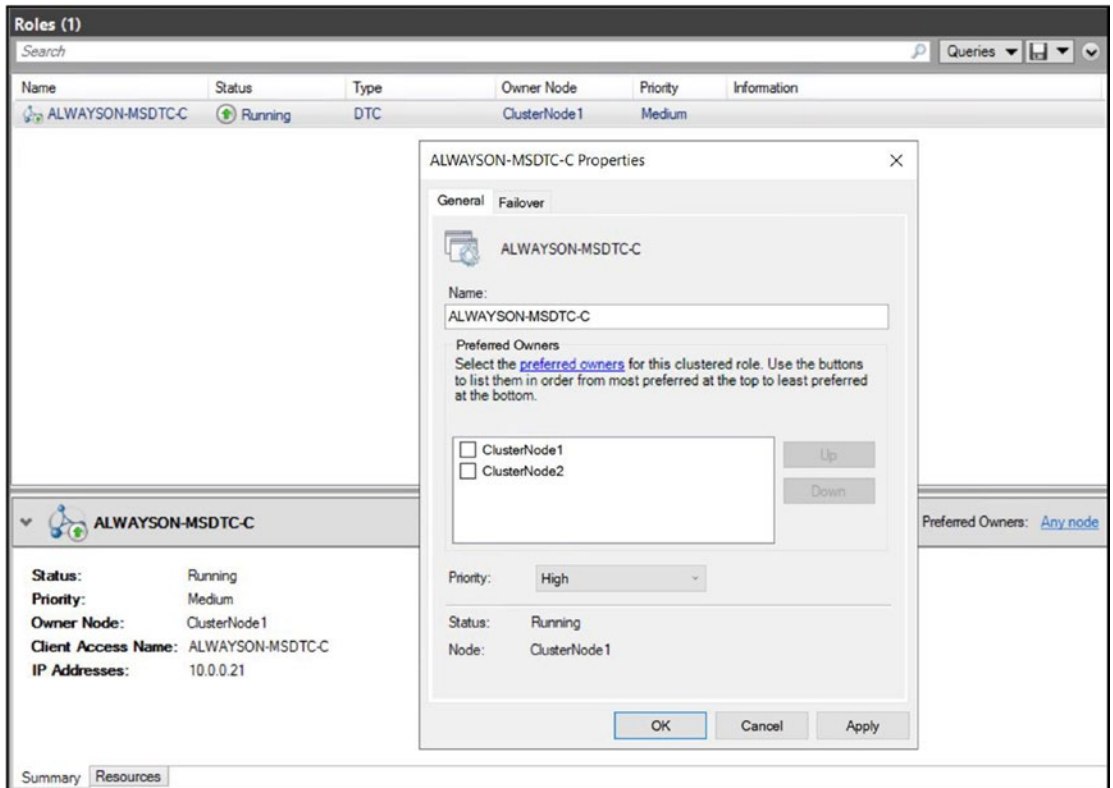 Roles (1)
Search
Queries
Name Status Type Owner Node Priority Information
ALWAYSON-MSDTC-C Running DTC ClusterNode1 Medium
ALWAYSON-MSDTC-C Properties
General Failover
ALWAYSON-MSDTC-C
Name:
ALWAYSON-MSDTC-C
Preferred Owners
Select the preferred owners for this clustered role. Use the buttons
to list them in order from most preferred at the top to least preferred
at the bottom.
ClusterNode1
ClusterNode2
Up
Down
Priority: High
Status: Running
Node: ClusterNode1
OK Cancel Apply
ALWAYSON-MSDTC-C Preferred Owners: Any node
Status: Running
Priority: Medium
Owner Node: ClusterNode1
Client Access Name: ALWAYSON-MSDTC-C
IP Addresses: 10.0.0.21
Summary Resources